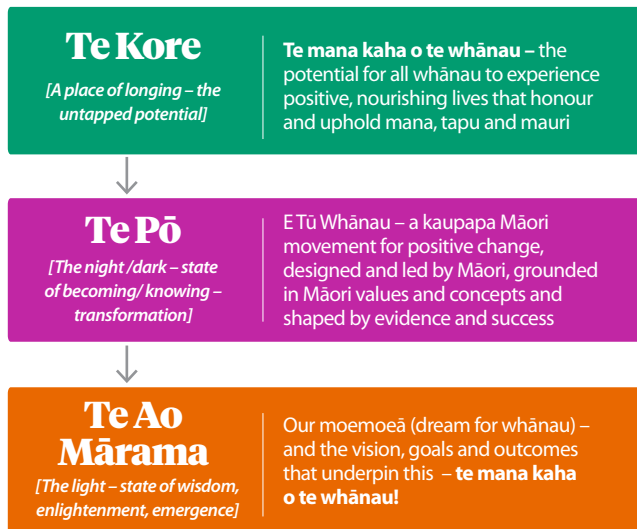 Te Kore
[A place of longing – the
untapped potential]
Te mana kaha o te whānau – the
potential for all whānau to experience
positive, nourishing lives that honour
and uphold mana, tapu and mauri
Te Pō
[The night /dark – state
of becoming/ knowing –
transformation]
E Tū Whānau – a kaupapa Māori
movement for positive change,
designed and led by Māori, grounded
in Māori values and concepts and
shaped by evidence and success
Te Ao
Mārama
[The light – state of wisdom,
enlightenment, emergence]
Our moemoeā (dream for whānau) –
and the vision, goals and outcomes
that underpin this – te mana kaha
o te whānau!